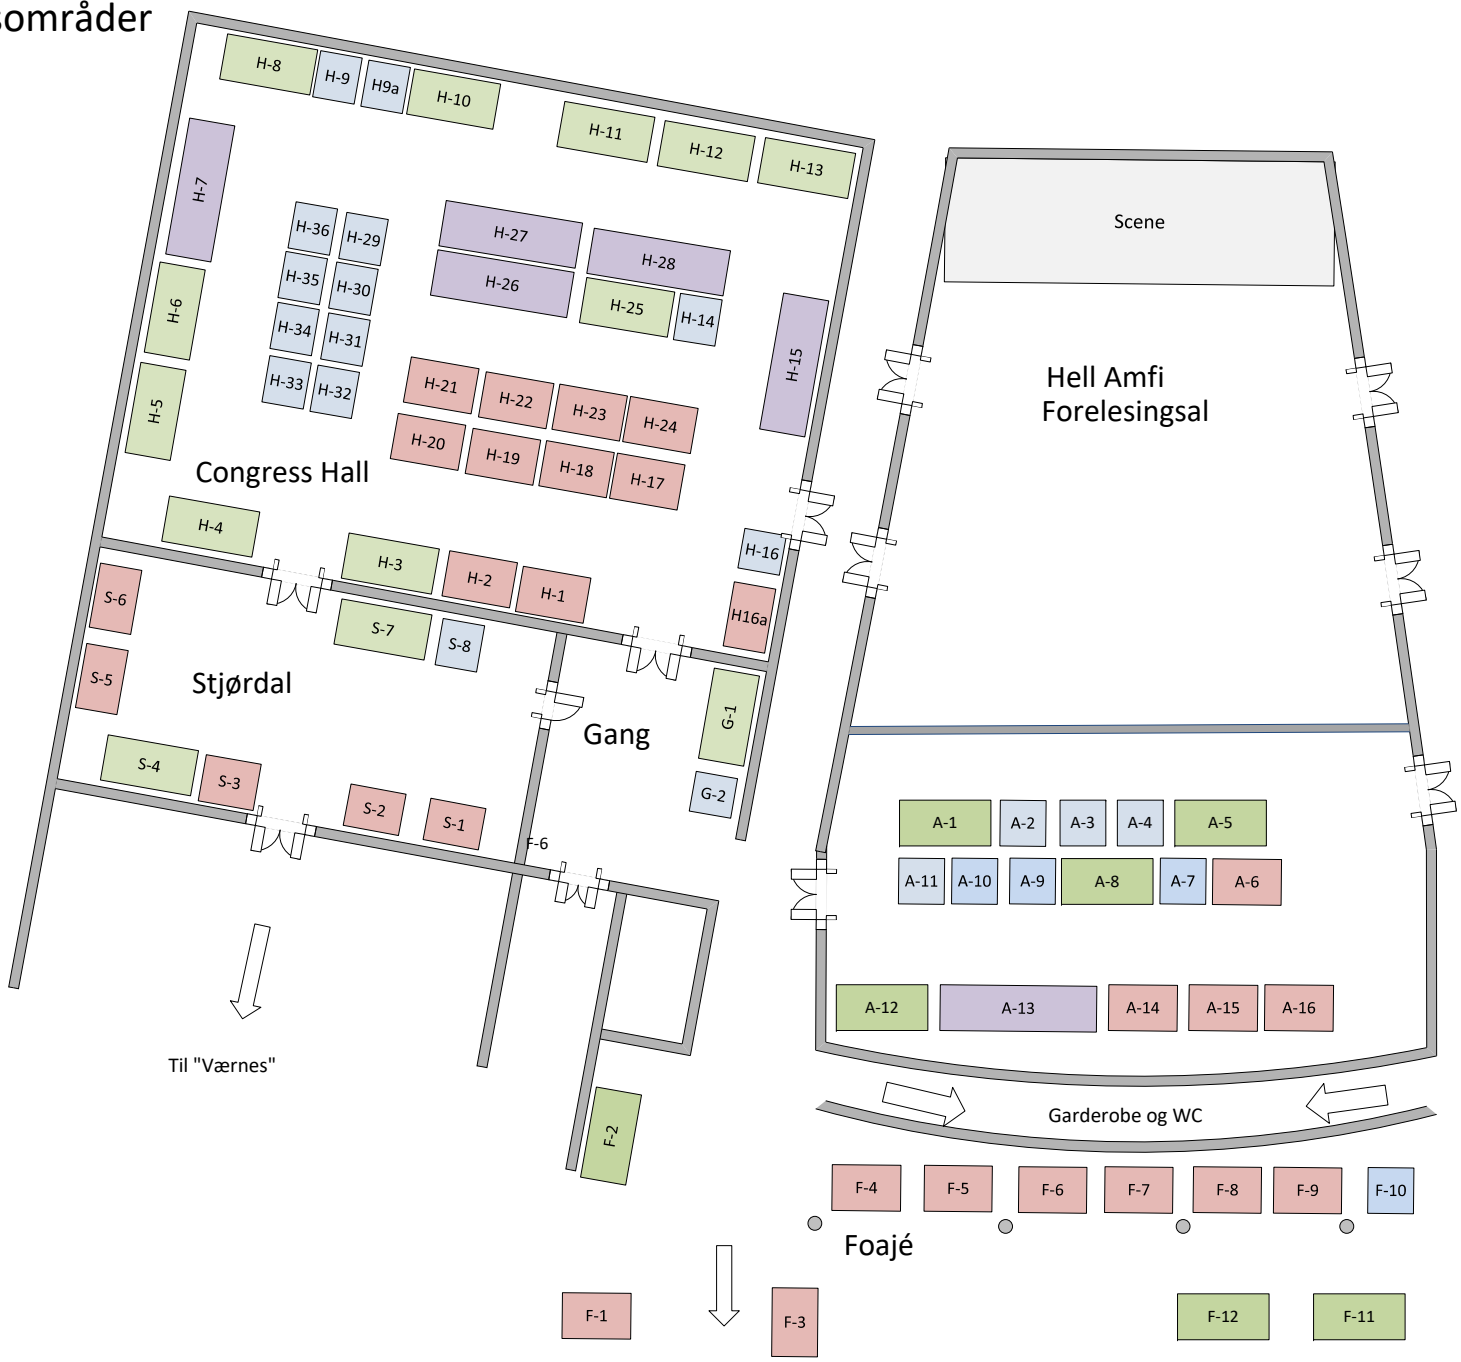 sområder
H-8
H-9
H9a
H-10
H-11
H-12
H-13
H-7
H-36
H-29
H-27
H-28
H-35
H-30
H-26
H-25
H-14
H-6
H-34
H-31
H-15
H-33
H-32
H-5
H-21
H-22
H-23
H-24
H-20
H-19
H-18
H-17
Congress Hall
H-4
H-3
H-2
H-1
H-16
H16a
S-6
S-7
S-8
S-5
Stjørdal
Gang
G-1
G-2
S-4
S-3
S-2
S-1
F-6
Til "Værnes"
F-2
Scene
Hell Amfi
Forelesingsal
A-1
A-2
A-3
A-4
A-5
A-11
A-10
A-9
A-8
A-7
A-6
A-12
A-13
A-14
A-15
A-16
Garderobe og WC
F-4
F-5
F-6
F-7
F-8
F-9
F-10
Foajé
F-1
F-3
F-12
F-11